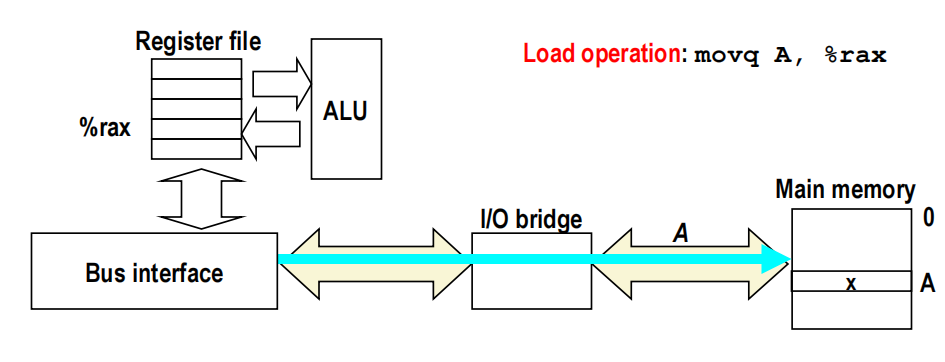 Register file
Load operation: movq A, %rax
ALU
%rax
Main memory
I/O bridge
A
0
Bus interface
x
A